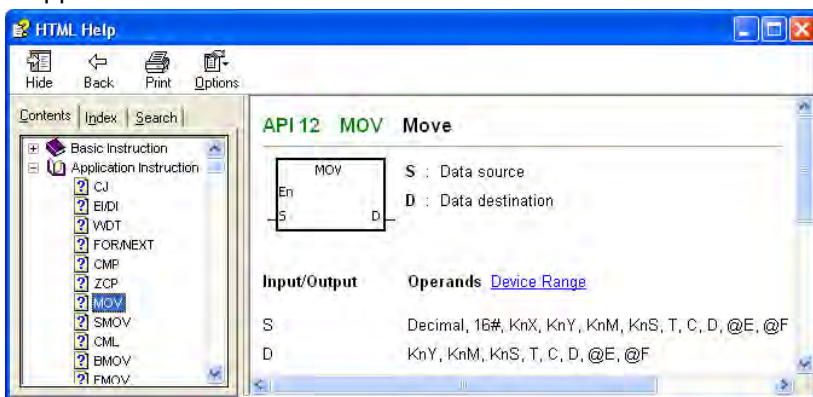 HTML Help
Hide Back Print Options
Contents Index Search
Basic Instruction
Application Instruction
CJ
EI/DI
WDT
FOR/NEXT
CMP
ZCP
MOV
SMOV
CML
BMOV
FMOV
API 12 MOV Move
MOV
En
S D
S : Data source
D : Data destination
Input/Output Operands Device Range
S Decimal, 16#, KnX, KnY, KnM, KnS, T, C, D, @E, @F
D KnY, KnM, KnS, T, C, D, @E, @F